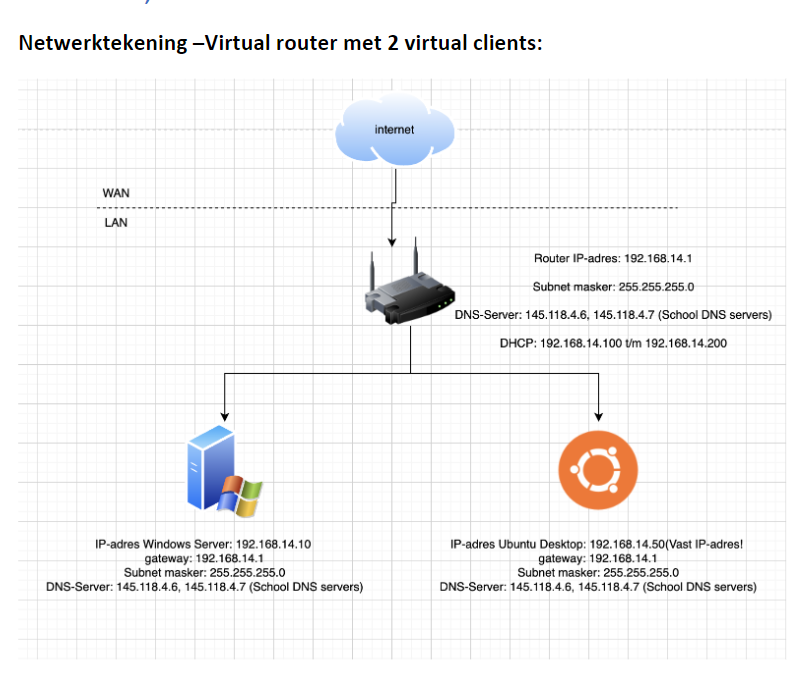 Netwerktekening –Virtual router met 2 virtual clients:
internet
WAN
LAN
Router IP-adres: 192.168.14.1
Subnet masker: 255.255.255.0
DNS-Server: 145.118.4.6, 145.118.4.7 (School DNS servers)
DHCP: 192.168.14.100 t/m 192.168.14.200
IP-adres Windows Server: 192.168.14.10
gateway: 192.168.14.1
Subnet masker: 255.255.255.0
DNS-Server: 145.118.4.6, 145.118.4.7 (School DNS servers)
IP-adres Ubuntu Desktop: 192.168.14.50(Vast IP-adres!
gateway: 192.168.14.1
Subnet masker: 255.255.255.0
DNS-Server: 145.118.4.6, 145.118.4.7 (School DNS servers)